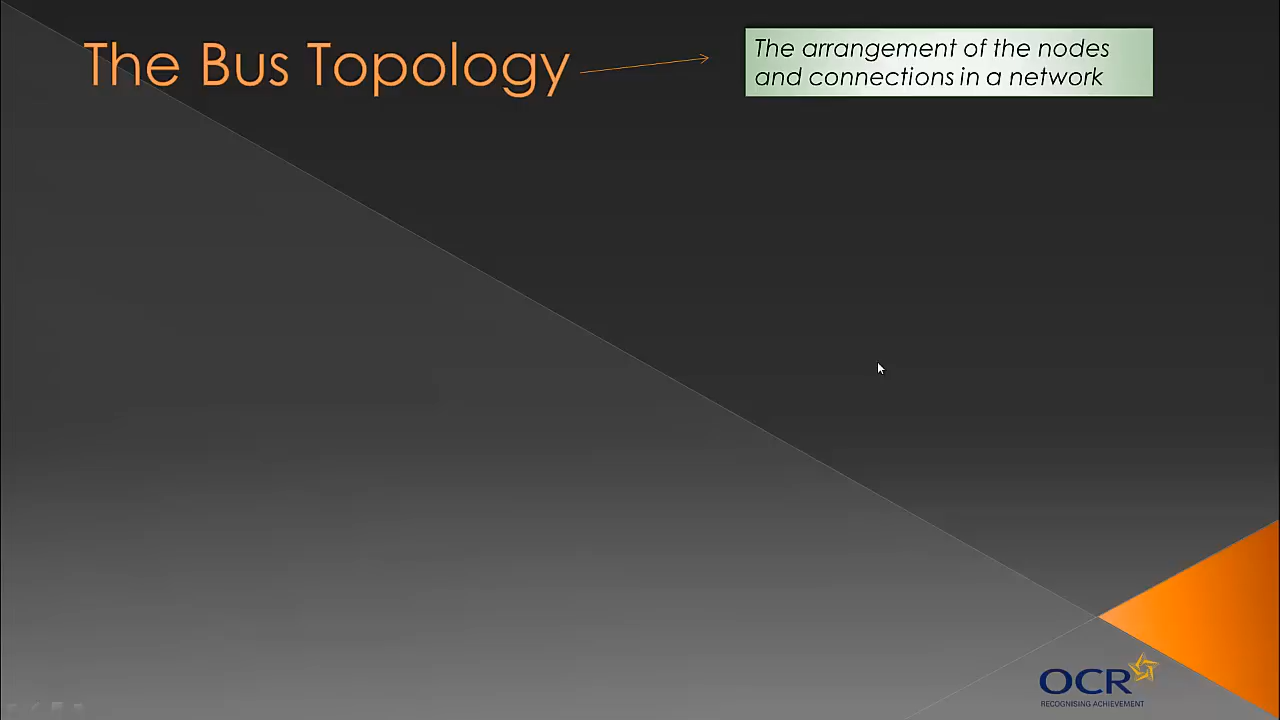 The Bus Topology
The arrangement of the nodes
and connections in a network
OCR
RECOGNISING ACHIEVEMENT